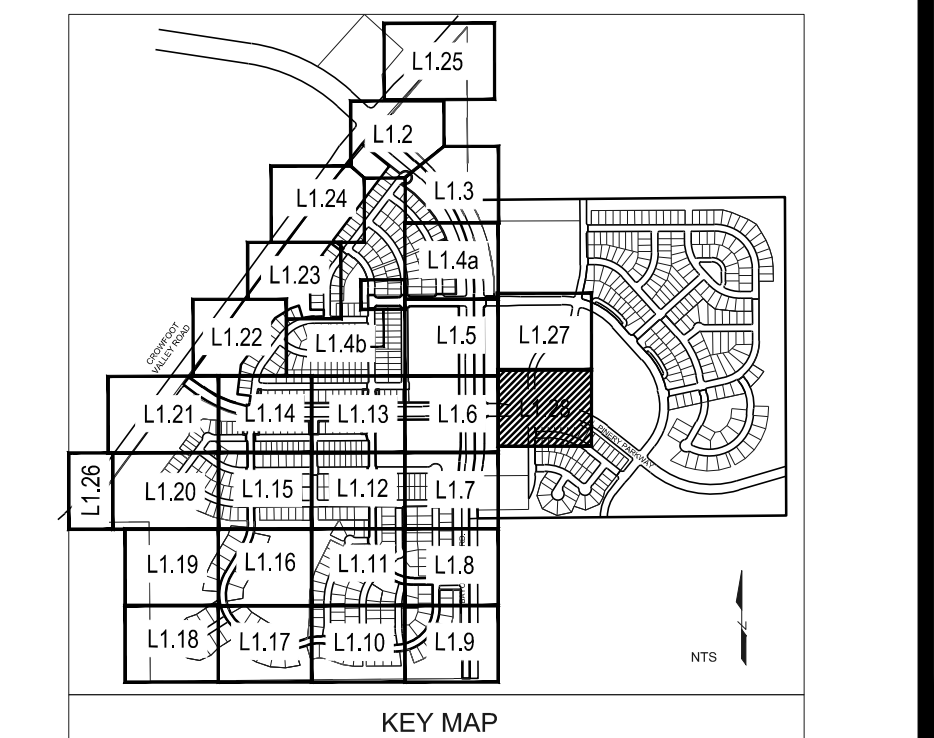 L1.25
L1.2
L1.3
L1.24
L1.4a
L1.23
L1.5
L1.27
L1.22
L1.4b
CROWFOOT
VALLEY ROAD
L1.21
L1.14
L1.13
L1.6
L1.28
PINERY PARKWAY
L1.26
L1.20
L1.15
L1.12
L1.7
L1.19
L1.16
L1.11
L1.8
L1.18
L1.17
L1.10
L1.9
NTS
KEY MAP